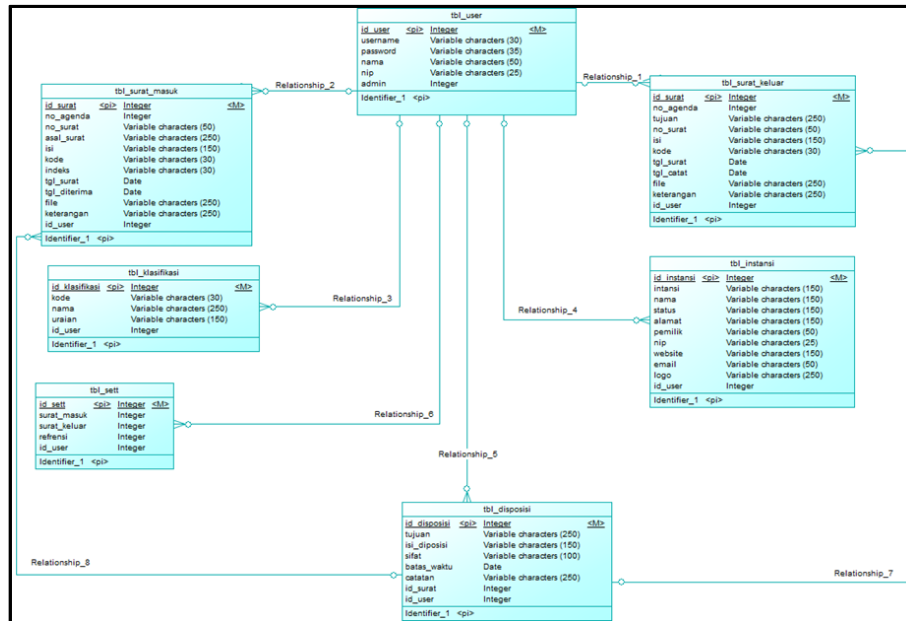 tbl_user
id_user <pi> Integer <M>
username Variable characters (30)
password Variable characters (35)
nama Variable characters (50)
nip Variable characters (25)
admin Integer
Identifier_1 <pi>
Relationship_2
Relationship_1
tbl_surat_masuk
id_surat <pi> Integer <M>
no_agenda Integer
no_surat Variable characters (50)
asal_surat Variable characters (250)
isi Variable characters (150)
kode Variable characters (30)
indeks Variable characters (30)
tgl_surat Date
tgl_diterima Date
file Variable characters (250)
keterangan Variable characters (250)
id_user Integer
Identifier_1 <pi>
tbl_surat_keluar
id_surat <pi> Integer <M>
no_agenda Integer
tujuan Variable characters (250)
no_surat Variable characters (50)
isi Variable characters (150)
kode Variable characters (30)
tgl_surat Date
tgl_catat Date
file Variable characters (250)
keterangan Variable characters (250)
id_user Integer
Identifier_1 <pi>
tbl_klasifikasi
id_klasifikasi <pi> Integer <M>
kode Variable characters (30)
nama Variable characters (250)
uraian Variable characters (150)
id_user Integer
Identifier_1 <pi>
Relationship_3
Relationship_4
tbl_instansi
id_instansi <pi> Integer <M>
intansi Variable characters (150)
nama Variable characters (150)
status Variable characters (150)
alamat Variable characters (150)
pemilik Variable characters (50)
nip Variable characters (25)
website Variable characters (150)
email Variable characters (50)
logo Variable characters (250)
id_user Integer
Identifier_1 <pi>
tbl_sett
id_sett <pi> Integer <M>
surat_masuk Integer
surat_keluar Integer
refrensi Integer
id_user Integer
Identifier_1 <pi>
Relationship_6
Relationship_5
tbl_disposisi
id_disposisi <pi> Integer <M>
tujuan Variable characters (250)
isi_diposisi Variable characters (150)
sifat Variable characters (100)
batas_waktu Date
catatan Variable characters (250)
id_surat Integer
id_user Integer
Identifier_1 <pi>
Relationship_8
Relationship_7